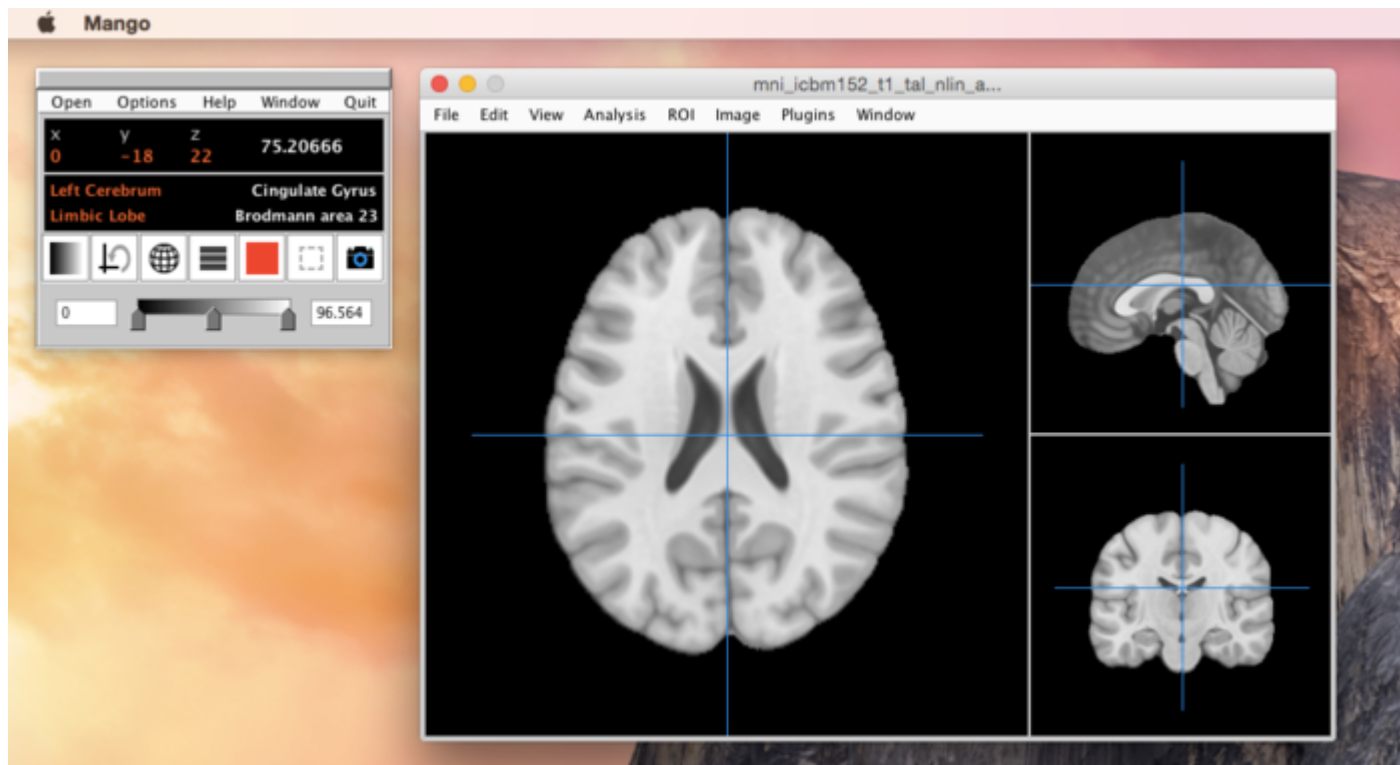 Mango
Open Options Help Window Quit
x y z
0 -18 22 75.20666
Left Cerebrum Cingulate Gyrus
Limbic Lobe Brodmann area 23
0 96.564
mni_icbm152_t1_tal_nlin_a...
File Edit View Analysis ROI Image Plugins Window